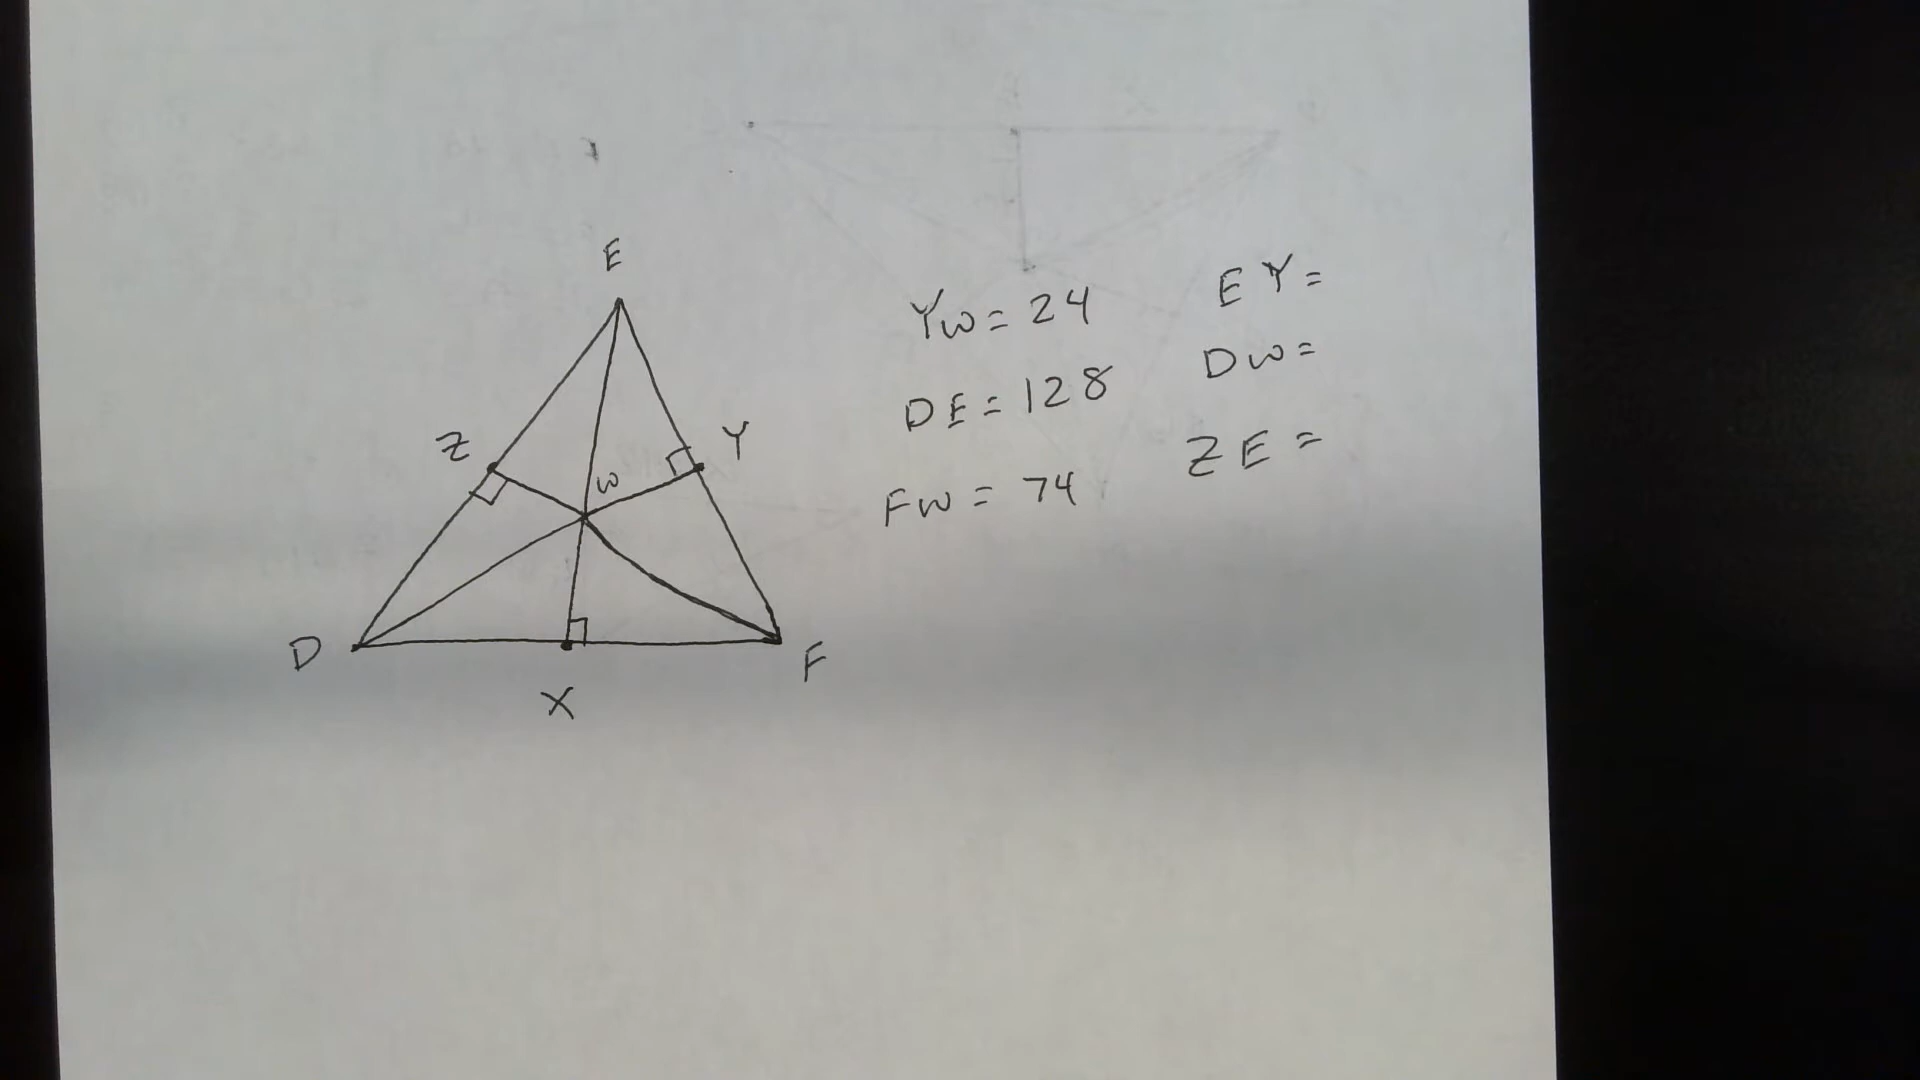 E
Z
W
Y
D
F
X
YW = 24
DE = 128
FW = 74
EY =
DW =
ZE =